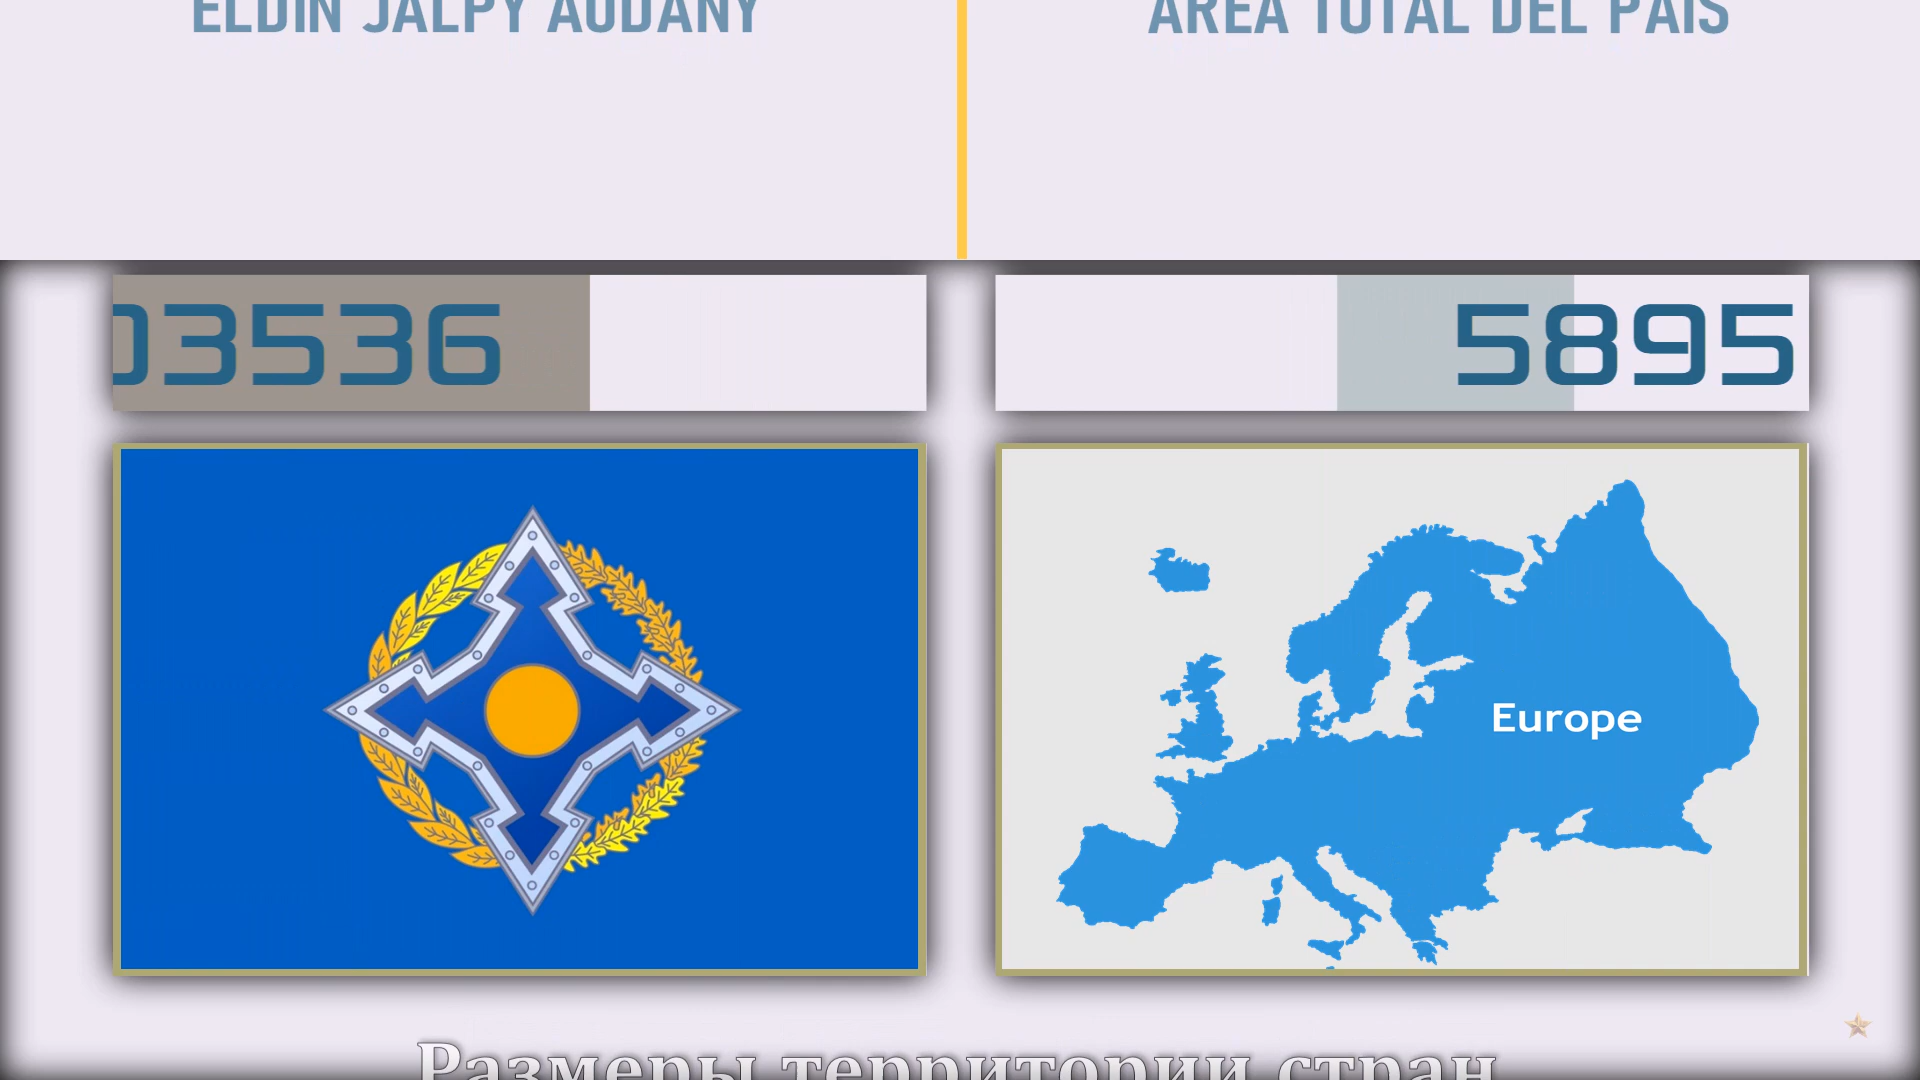 ELDIN JALPY AUDANY
AREA TOTAL DEL PAIS
03536
5895
Europe
Размеры территории стран